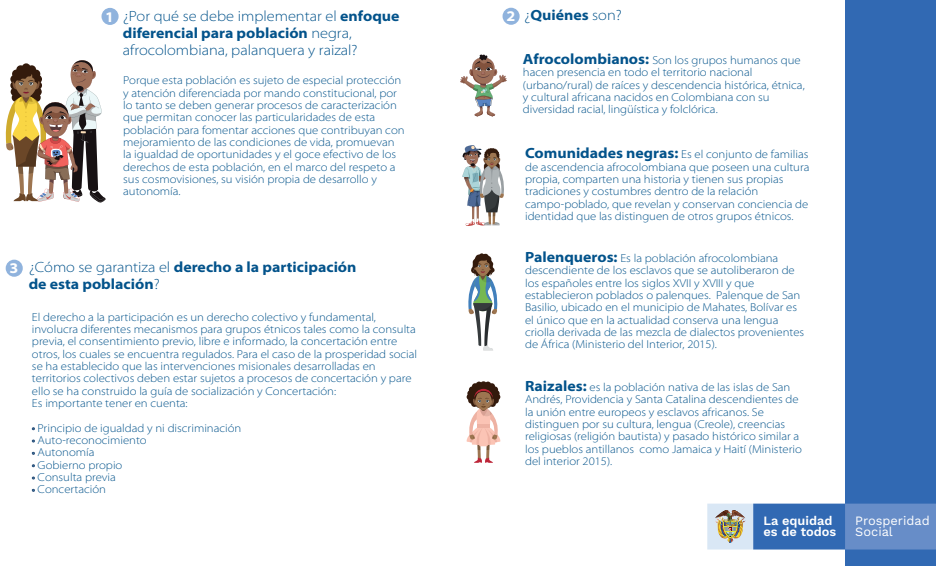 1 ¿Por qué se debe implementar el enfoque
diferencial para población negra,
afrocolombiana, palanquera y raizal?
Porque esta población es sujeto de especial protección
y atención diferenciada por mando constitucional, por
lo tanto se deben generar procesos de caracterización
que permitan conocer las particularidades de esta
población para fomentar acciones que contribuyan con
mejoramiento de las condiciones de vida, promuevan
la igualdad de oportunidades y el goce efectivo de los
derechos de esta población, en el marco del respeto a
sus cosmovisiones, su visión propia de desarrollo y
autonomía.
2 ¿Quiénes son?
Afrocolombianos: Son los grupos humanos que
hacen presencia en todo el territorio nacional
(urbano/rural) de raíces y descendencia histórica, étnica,
y cultural africana nacidos en Colombiana con su
diversidad racial, lingüística y folclórica.
Comunidades negras: Es el conjunto de familias
de ascendencia afrocolombiana que poseen una cultura
propia, comparten una historia y tienen sus propias
tradiciones y costumbres dentro de la relación
campo-poblado, que revelan y conservan conciencia de
identidad que las distinguen de otros grupos étnicos.
Palenqueros: Es la población afrocolombiana
descendiente de los esclavos que se autoliberaron de
los españoles entre los siglos XVII y XVIII y que
establecieron poblados o palenques. Palenque de San
Basilio, ubicado en el municipio de Mahates, Bolívar es
el único que en la actualidad conserva una lengua
criolla derivada de las mezcla de dialectos provenientes
de África (Ministerio del Interior, 2015).
Raizales: es la población nativa de las islas de San
Andrés, Providencia y Santa Catalina descendientes de
la unión entre europeos y esclavos africanos. Se
distinguen por su cultura, lengua (Creole), creencias
religiosas (religión bautista) y pasado histórico similar a
los pueblos antillanos como Jamaica y Haití (Ministerio
del interior 2015).
3 ¿Cómo se garantiza el derecho a la participación
de esta población?
El derecho a la participación es un derecho colectivo y fundamental,
involucra diferentes mecanismos para grupos étnicos tales como la consulta
previa, el consentimiento previo, libre e informado, la concertación entre
otros, los cuales se encuentra regulados. Para el caso de la prosperidad social
se ha establecido que las intervenciones misionales desarrolladas en
territorios colectivos deben estar sujetos a procesos de concertación y pare
ello se ha construido la guía de socialización y Concertación:
Es importante tener en cuenta:
• Principio de igualdad y ni discriminación
• Auto-reconocimiento
• Autonomía
• Gobierno propio
• Consulta previa
• Concertación
La equidad
es de todos
Prosperidad
Social